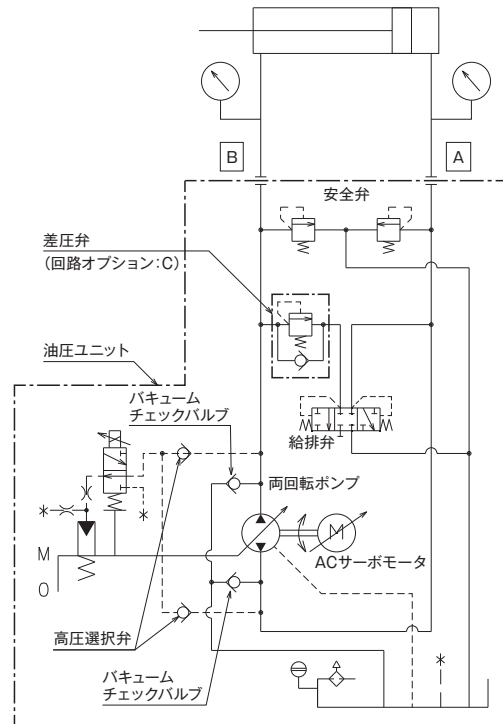 B
A
安全弁
差圧弁
(回路オプション:C)
油圧ユニット
バキューム
チェックバルブ
給排弁
両回転ポンプ
M
ACサーボモータ
M
O
高圧選択弁
バキューム
チェックバルブ